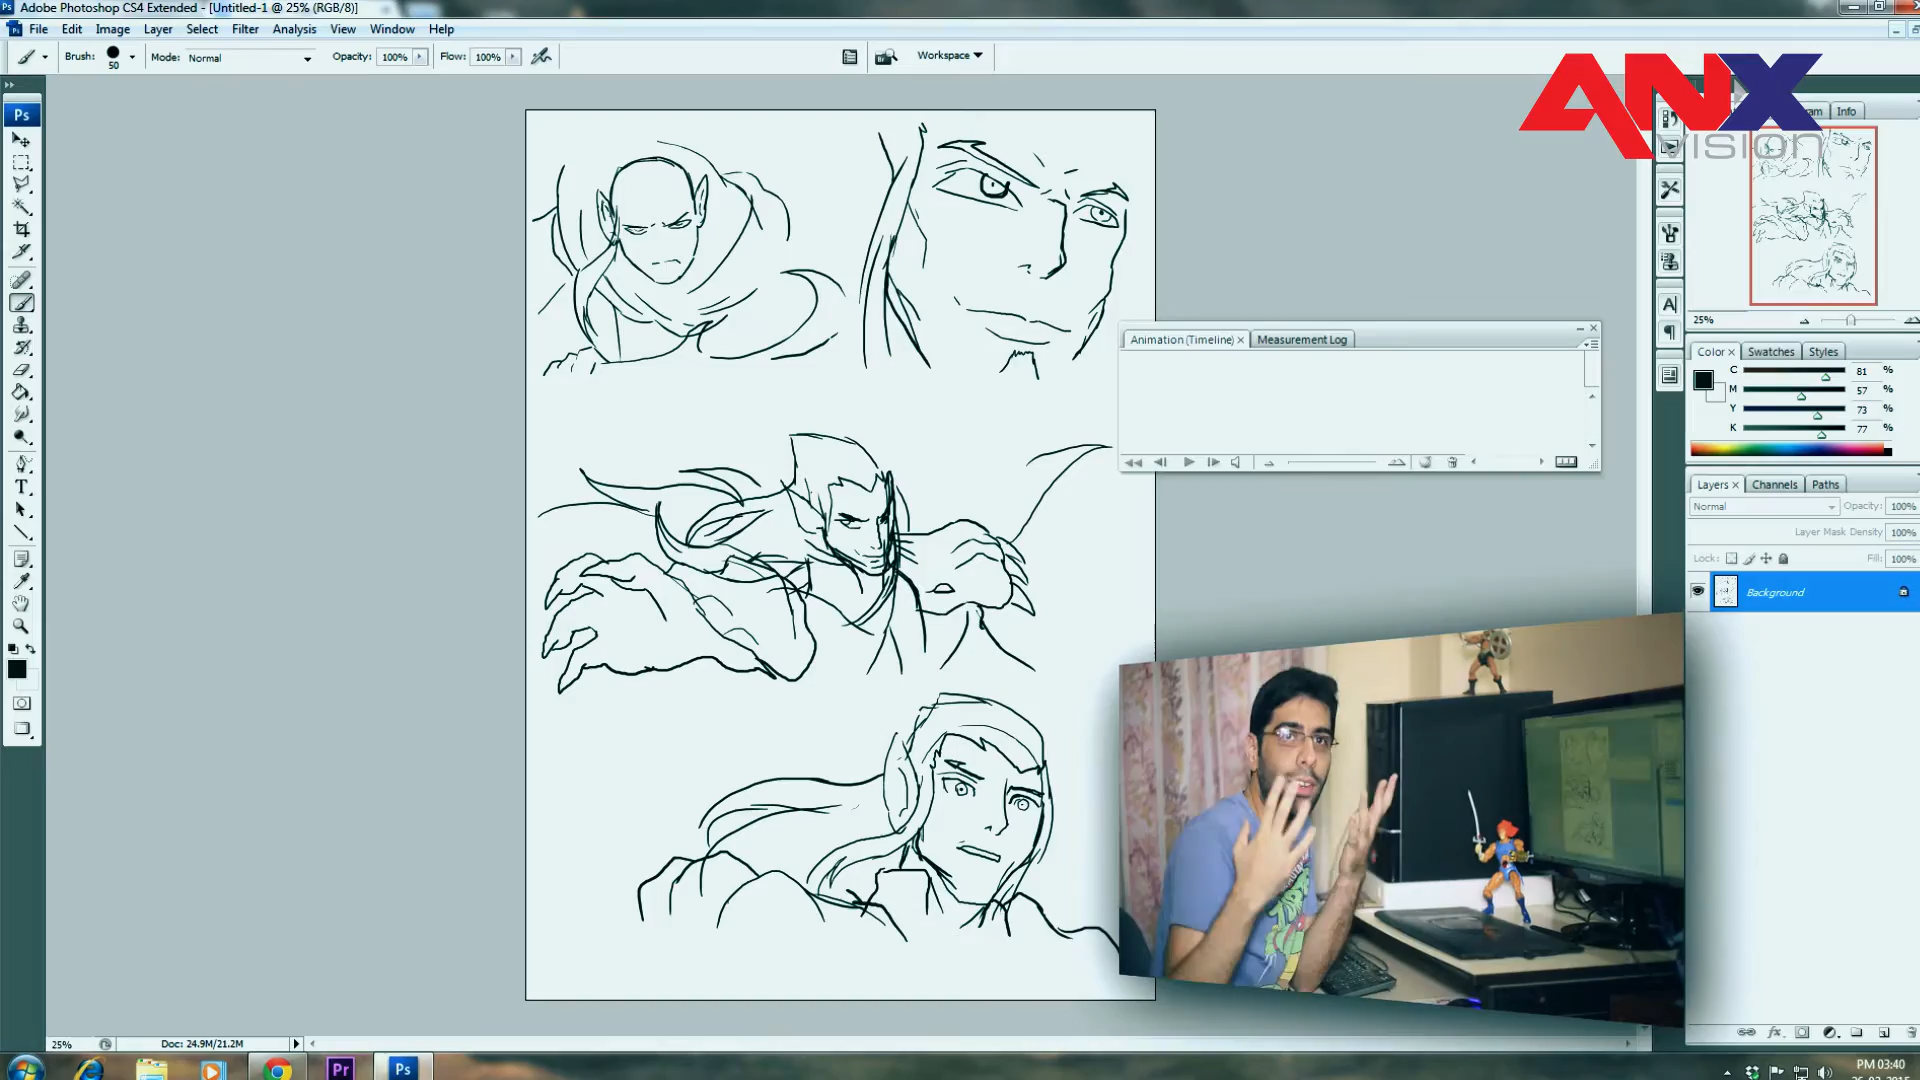 Adobe Photoshop CS4 Extended - [Untitled-1 @ 25% (RGB/8)]
File Edit Image Layer Select Filter Analysis View Window Help
Brush: 50 Mode: Normal Opacity: 100% Flow: 100% Workspace
ANX
vision
Info
Ps
25%
Animation (Timeline) Measurement Log
Color Swatches Styles
C 81 %
M 57 %
Y 73 %
K 77 %
Layers Channels Paths
Normal Opacity: 100%
Layer Mask Density 100%
Lock: Fill: 100%
Background
25% Doc: 24.9M/21.2M
Pr Ps
PM 03:40